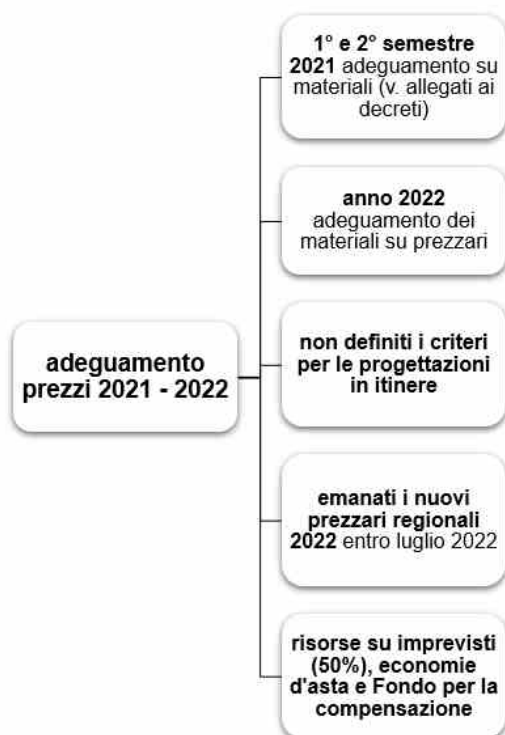 1° e 2° semestre
2021 adeguamento su
materiali (v. allegati ai
decreti)
anno 2022
adeguamento dei
materiali su prezzari
adeguamento
prezzi 2021 - 2022
non definiti i criteri
per le progettazioni
in itinere
emanati i nuovi
prezzari regionali
2022 entro luglio 2022
risorse su imprevisti
(50%), economie
d'asta e Fondo per la
compensazione